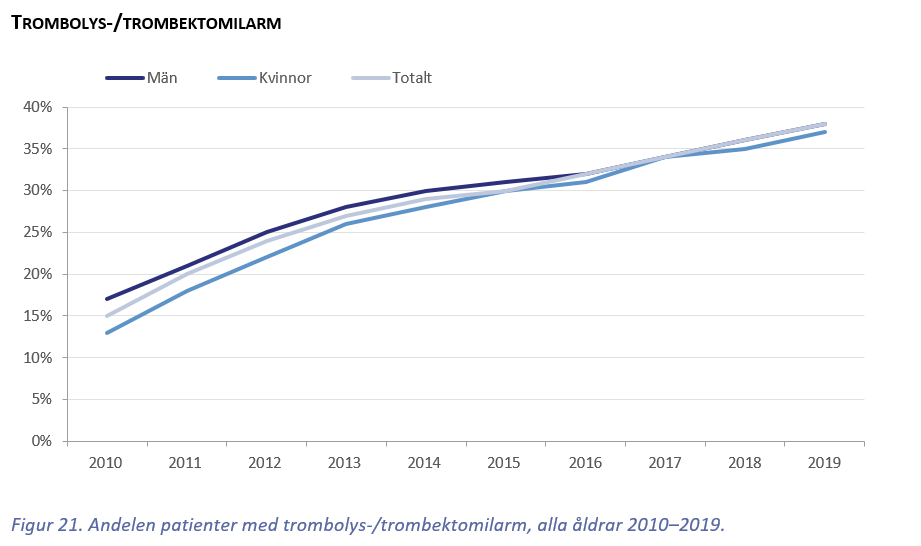 TROMBOLYS-/TROMBEKTOMILARM
Män Kvinnor Totalt
40%
35%
30%
25%
20%
15%
10%
5%
0%
2010 2011 2012 2013 2014 2015 2016 2017 2018 2019
Figur 21. Andelen patienter med trombolys-/trombektomilarm, alla åldrar 2010–2019.